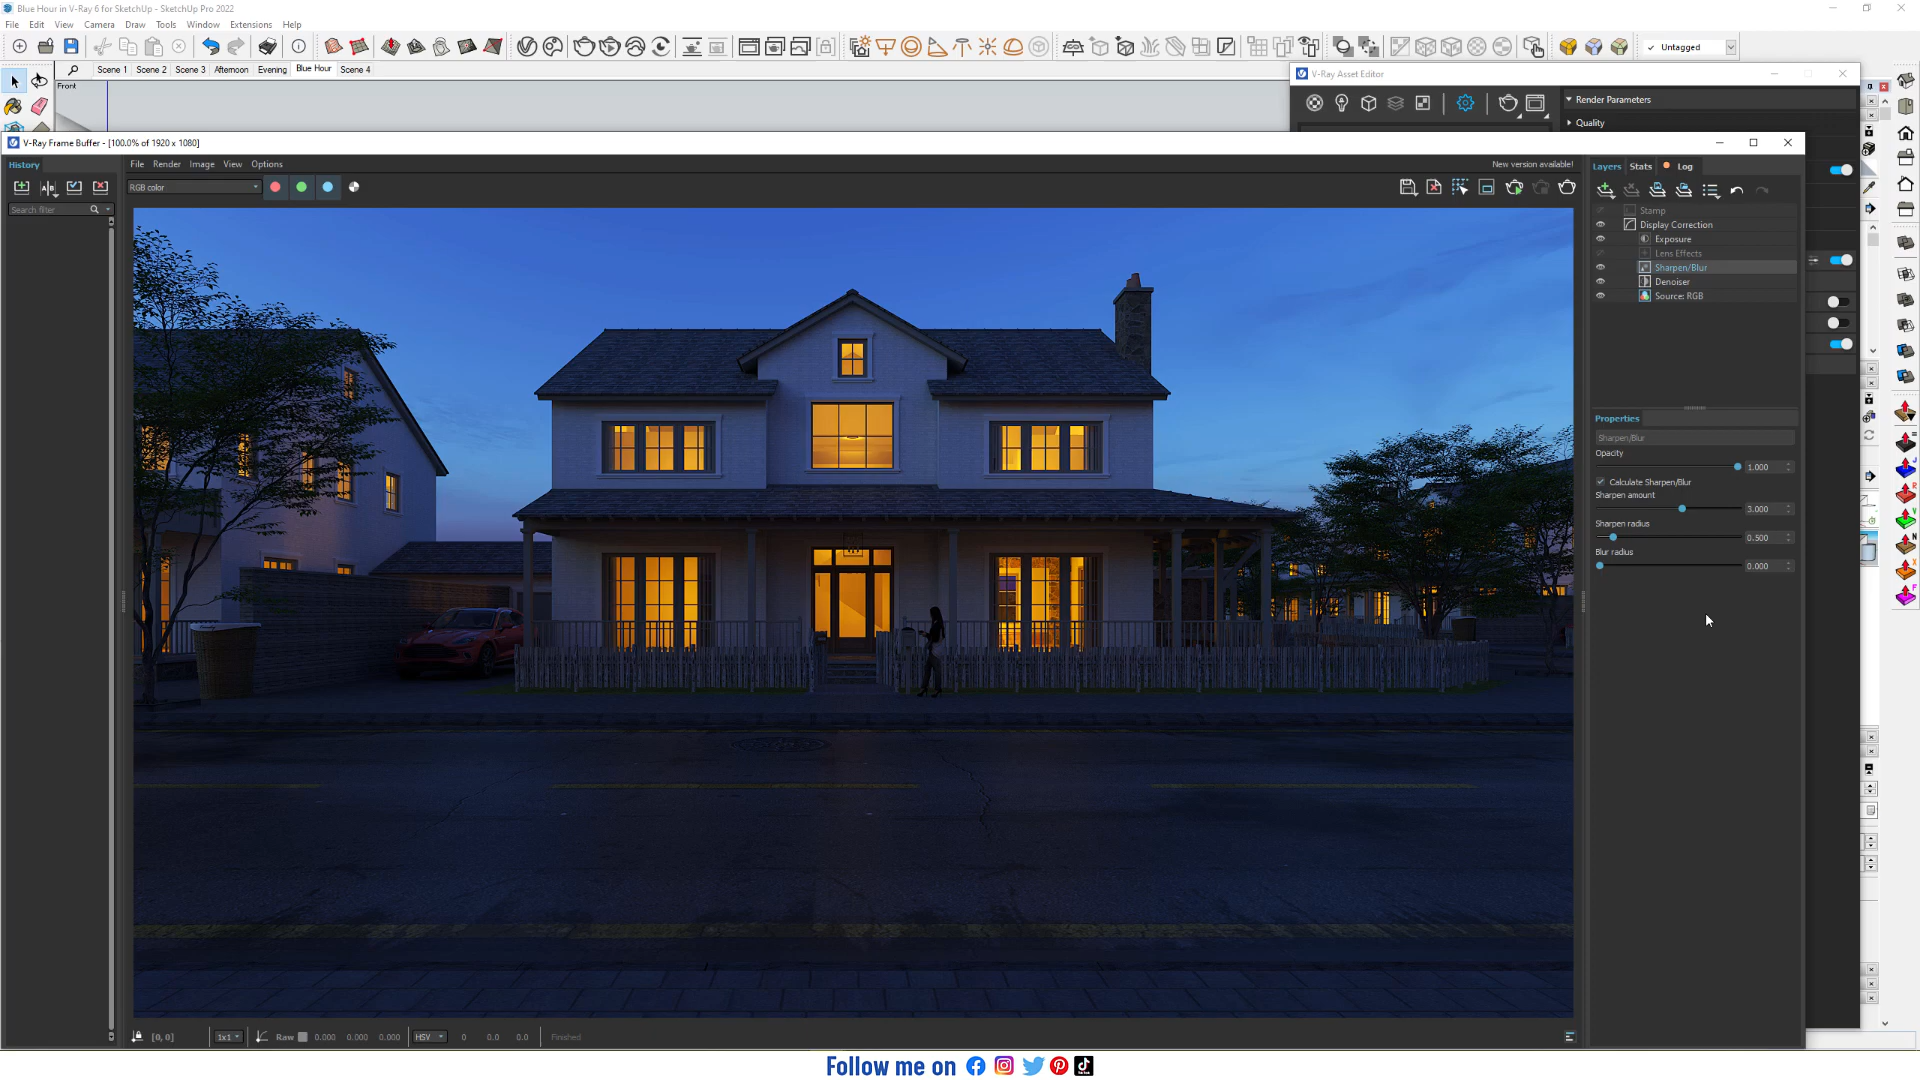 Blue Hour in V-Ray 6 for SketchUp - SketchUp Pro 2022
File Edit View Camera Draw Tools Window Extensions Help
Untagged
Scene 1 Scene 2 Scene 3 Afternoon Evening Blue Hour Scene 4
Front
V-Ray Asset Editor
Render Parameters
Quality
V-Ray Frame Buffer - [100.0% of 1920 x 1080]
History
File Render Image View Options
New version available!
Layers Stats Log
RGB color
Search filter
Stamp
Display Correction
Exposure
Lens Effects
Sharpen/Blur
Denoiser
Source: RGB
Properties
Sharpen/Blur
Opacity
1.000
Calculate Sharpen/Blur
Sharpen amount
3.000
Sharpen radius
0.500
Blur radius
0.000
[0, 0] 1x1 Raw 0.000 0.000 0.000 HSV 0 0.0 0.0 Finished
Follow me on